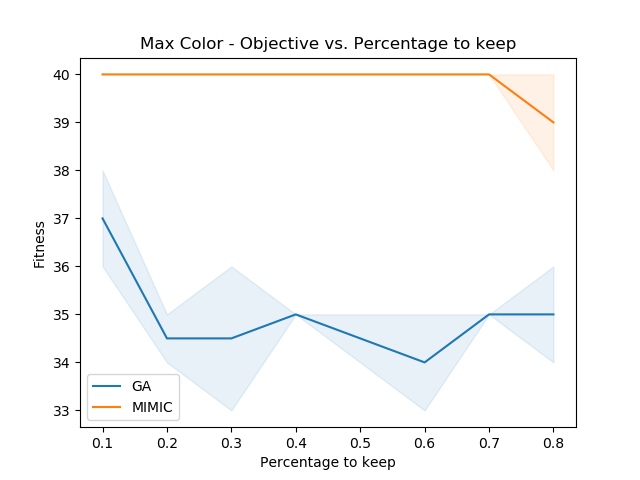 Max Color - Objective vs. Percentage to keep
40
39
38
37
36
35
34
33
Fitness
GA
MIMIC
0.1 0.2 0.3 0.4 0.5 0.6 0.7 0.8
Percentage to keep